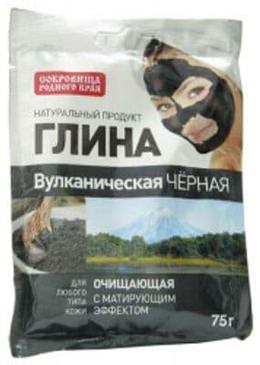 СОКРОВИЩА
РОДНОГО КРАЯ
НАТУРАЛЬНЫЙ ПРОДУКТ
ГЛИНА
Вулканическая ЧЁРНАЯ
ДЛЯ
ЛЮБОГО
ТИПА
КОЖИ
ОЧИЩАЮЩАЯ
С МАТИРУЮЩИМ
ЭФФЕКТОМ
75г